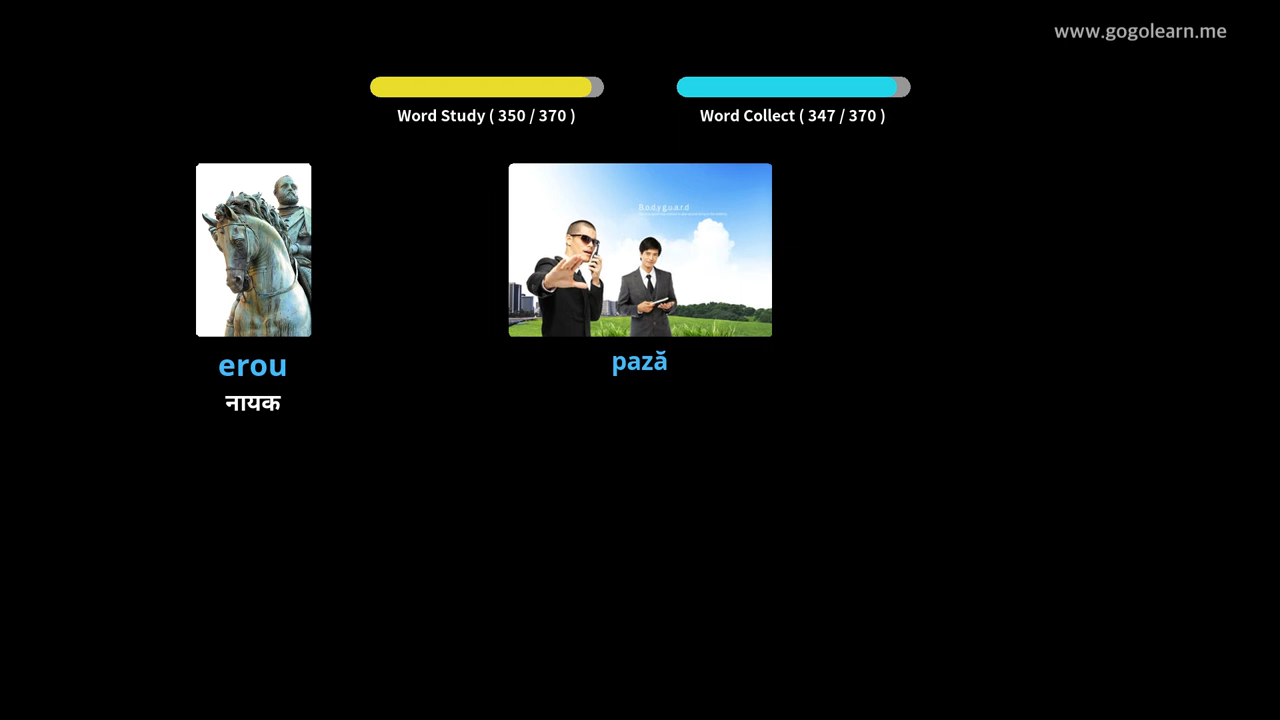 www.gogolearn.me
Word Study ( 350 / 370 )
Word Collect ( 347 / 370 )
Bodyguard
erou
नायक
pază